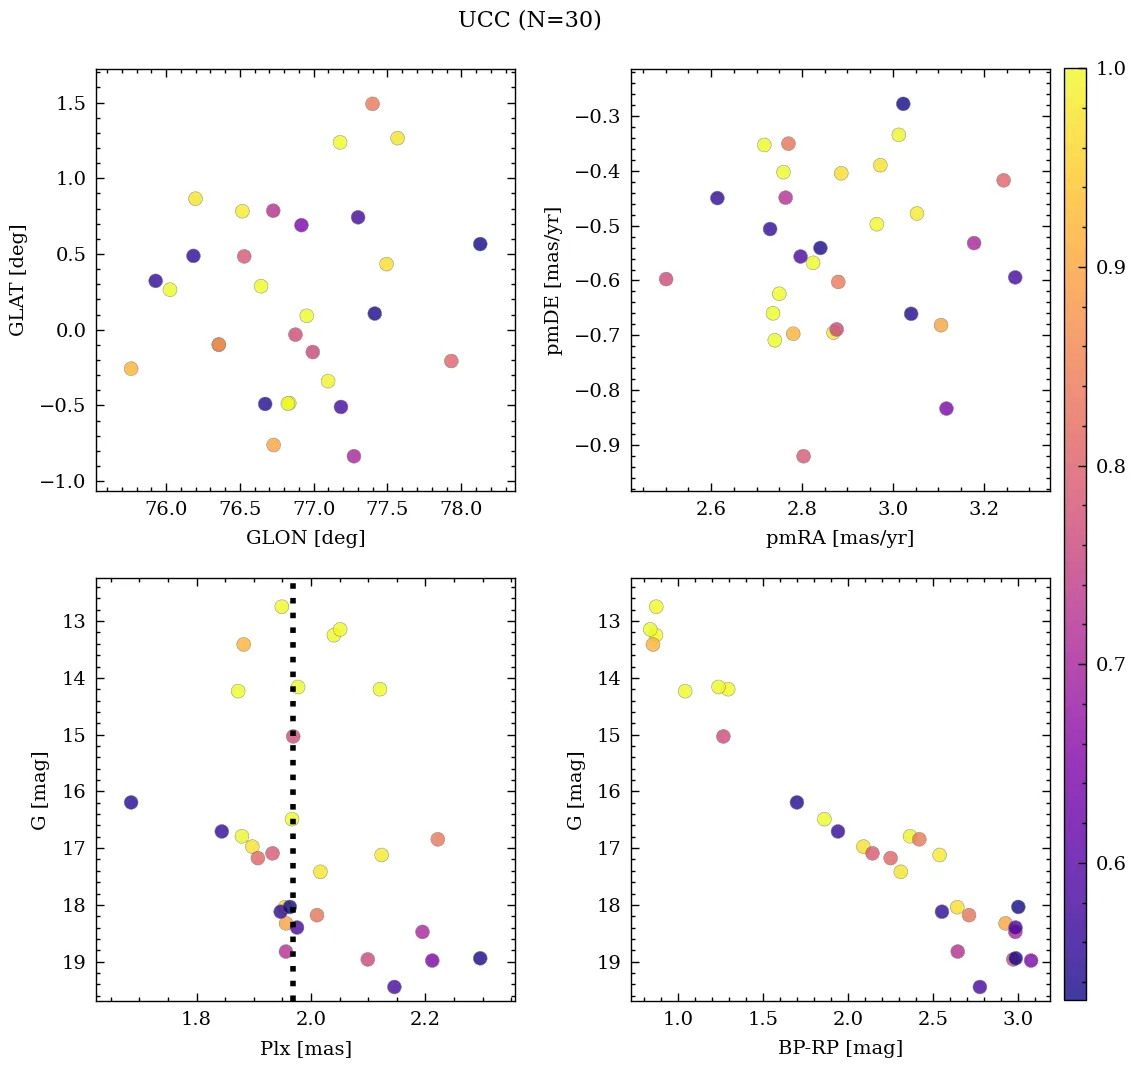 UCC (N=30)
1.5
1.0
0.5
0.0
−0.5
−1.0
GLAT [deg]
76.0 76.5 77.0 77.5 78.0
GLON [deg]
−0.3
−0.4
−0.5
−0.6
−0.7
−0.8
−0.9
pmDE [mas/yr]
2.6 2.8 3.0 3.2
pmRA [mas/yr]
1.0
0.9
0.8
0.7
0.6
13
14
15
16
17
18
19
G [mag]
1.8 2.0 2.2
Plx [mas]
13
14
15
16
17
18
19
G [mag]
1.0 1.5 2.0 2.5 3.0
BP-RP [mag]